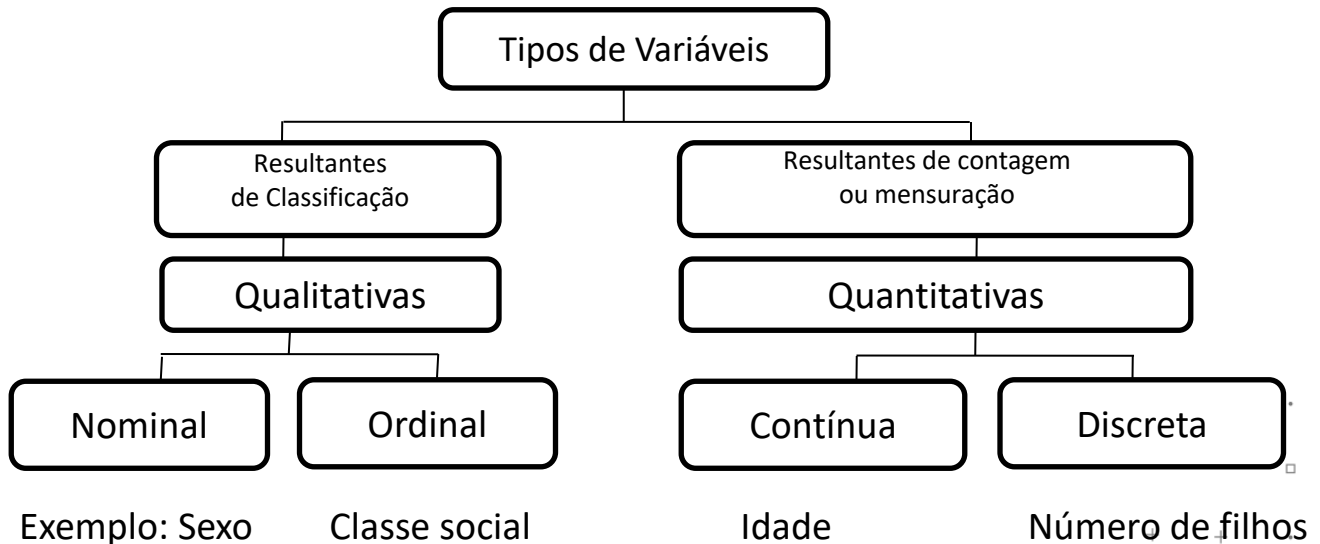 Tipos de Variáveis
Resultantes
de Classificação
Resultantes de contagem
ou mensuração
Qualitativas
Quantitativas
Nominal
Ordinal
Contínua
Discreta
Exemplo: Sexo
Classe social
Idade
Número de filhos